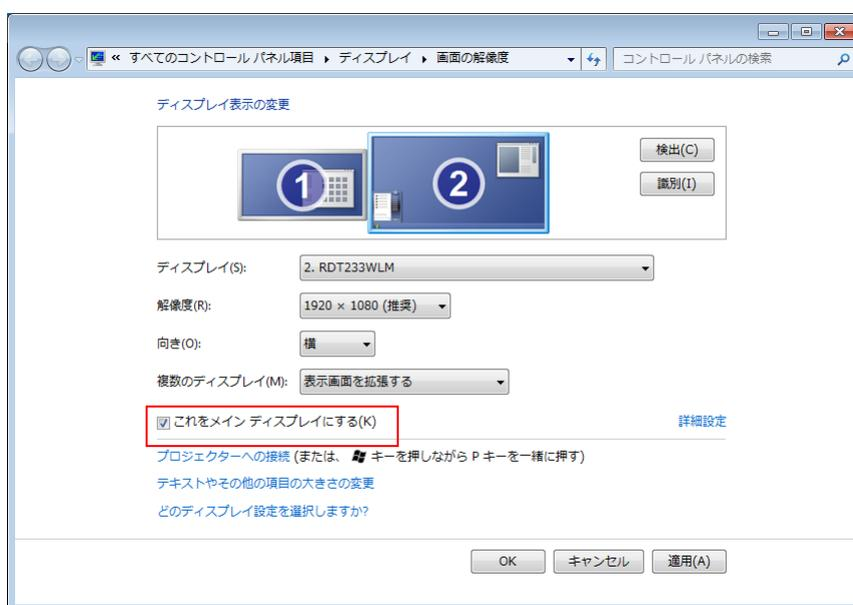 « すべてのコントロール パネル項目 ▸ ディスプレイ ▸ 画面の解像度
コントロール パネルの検索
ディスプレイ表示の変更
1
2
検出(C)
識別(I)
ディスプレイ(S):
2. RDT233WLM
解像度(R):
1920 × 1080 (推奨)
向き(O):
横
複数のディスプレイ(M):
表示画面を拡張する
これをメイン ディスプレイにする(K)
詳細設定
プロジェクターへの接続 (または、 キーを押しながら P キーを一緒に押す)
テキストやその他の項目の大きさの変更
どのディスプレイ設定を選択しますか?
OK
キャンセル
適用(A)